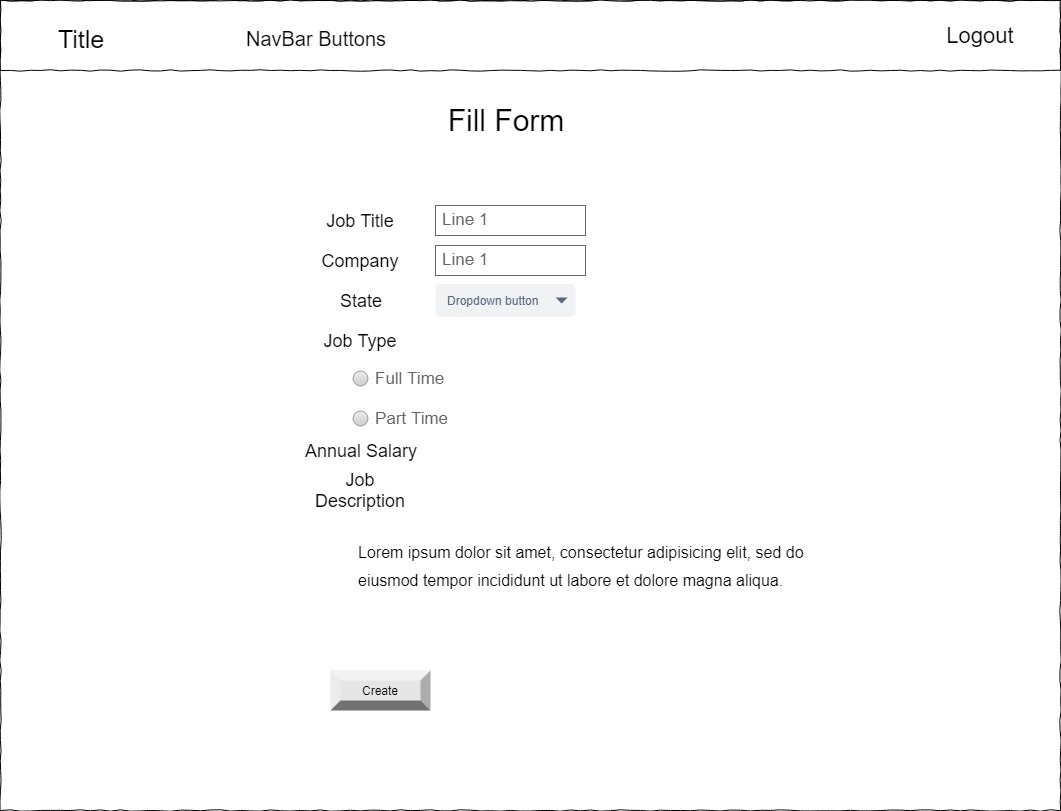 Title
NavBar Buttons
Logout
Fill Form
Job Title
Line 1
Company
Line 1
State
Dropdown button
Job Type
Full Time
Part Time
Annual Salary
Job
Description
Lorem ipsum dolor sit amet, consectetur adipisicing elit, sed do
eiusmod tempor incididunt ut labore et dolore magna aliqua.
Create